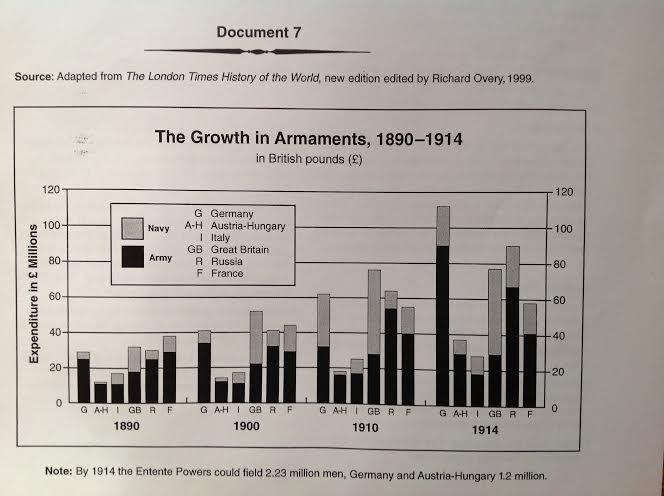 Document 7
Source: Adapted from The London Times History of the World, new edition edited by Richard Overy, 1999.
The Growth in Armaments, 1890–1914
in British pounds (£)
Expenditure in £ Millions
120
100
80
60
40
20
0
Navy
Army
G Germany
A-H Austria-Hungary
I Italy
GB Great Britain
R Russia
F France
120
100
80
60
40
20
0
G A-H I GB R F
1890
G A-H I GB R F
1900
G A-H I GB R F
1910
G A-H I GB R F
1914
Note: By 1914 the Entente Powers could field 2.23 million men, Germany and Austria-Hungary 1.2 million.